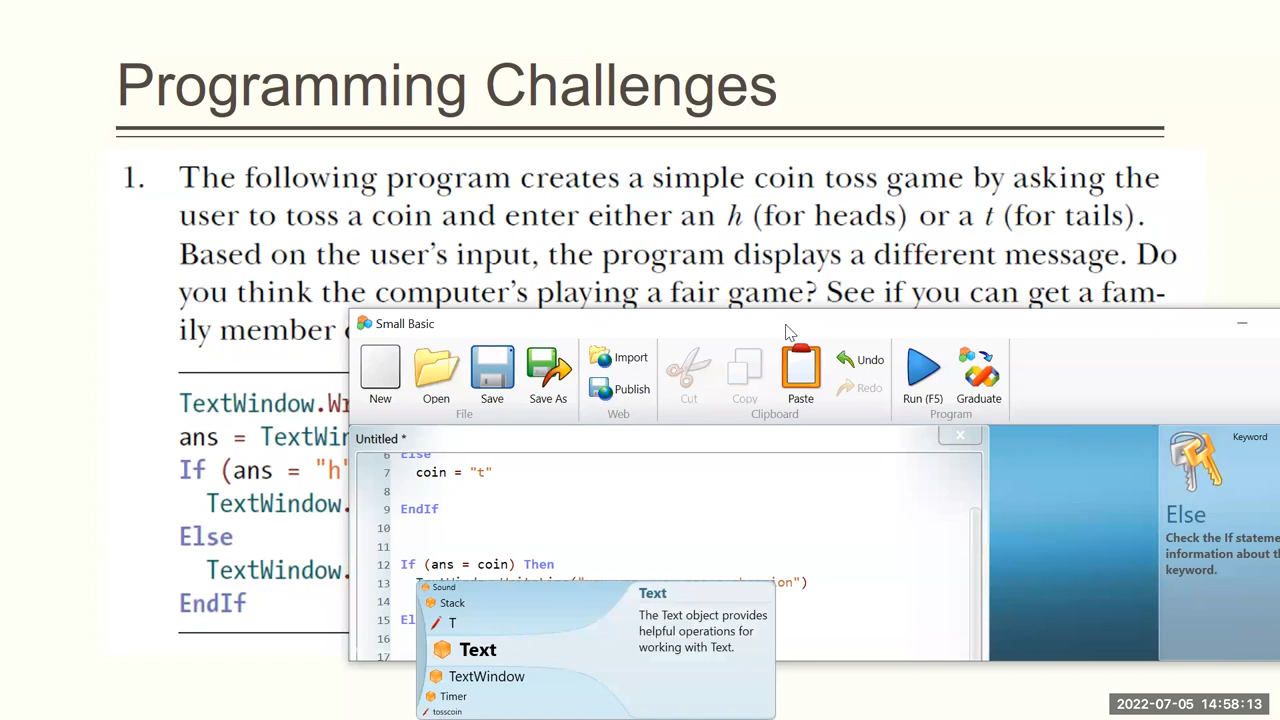 Programming Challenges
1. The following program creates a simple coin toss game by asking the
user to toss a coin and enter either an h (for heads) or a t (for tails).
Based on the user's input, the program displays a different message. Do
you think the computer's playing a fair game? See if you can get a fam-
ily member
Small Basic
New
Open
Save
Save As
Import
Publish
Cut
Copy
Paste
Undo
Redo
Run (F5)
Graduate
File
Web
Clipboard
Program
TextWindow.Wr
ans = TextWin
If (ans = "h"
TextWindow.
Else
TextWindow.
EndIf
Untitled *
6 Else
7 coin = "t"
8
9 EndIf
10
11
12 If (ans = coin) Then
13
14
15 El
16
17
Sound
Stack
T
Text
TextWindow
Timer
tosscoin
Text
The Text object provides
helpful operations for
working with Text.
Keyword
Else
Check the If stateme
information about th
keyword.
2022-07-05 14:58:13